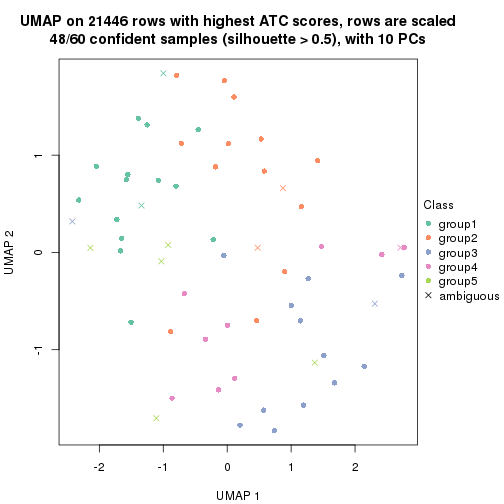 UMAP on 21446 rows with highest ATC scores, rows are scaled
48/60 confident samples (silhouette > 0.5), with 10 PCs
UMAP 2
1
0
-1
-2
-1
0
1
2
UMAP 1
Class
group1
group2
group3
group4
group5
ambiguous